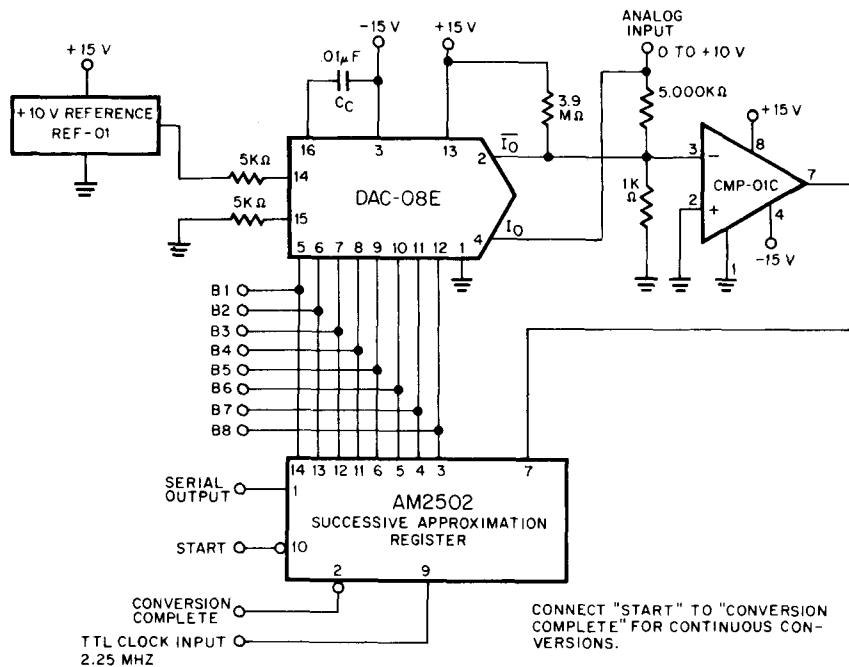 +15 V
+10 V REFERENCE
REF-01
-15 V
+15 V
.01µF
CC
ANALOG
INPUT
0 TO +10 V
3.9
MΩ
5.000KΩ
+15 V
16
3
13
2
IO
3
-
8
7
5KΩ
14
DAC-08E
1K
Ω
CMP-01C
5KΩ
15
2
+
4
4
IO
-15 V
1
5
6
7
8
9
10
11
12
1
B1
B2
B3
B4
B5
B6
B7
B8
14
13
12
11
6
5
4
3
7
SERIAL
OUTPUT
1
AM2502
SUCCESSIVE APPROXIMATION
REGISTER
START
10
2
9
CONVERSION
COMPLETE
TTL CLOCK INPUT
2.25 MHZ
CONNECT "START" TO "CONVERSION
COMPLETE" FOR CONTINUOUS CON-
VERSIONS.